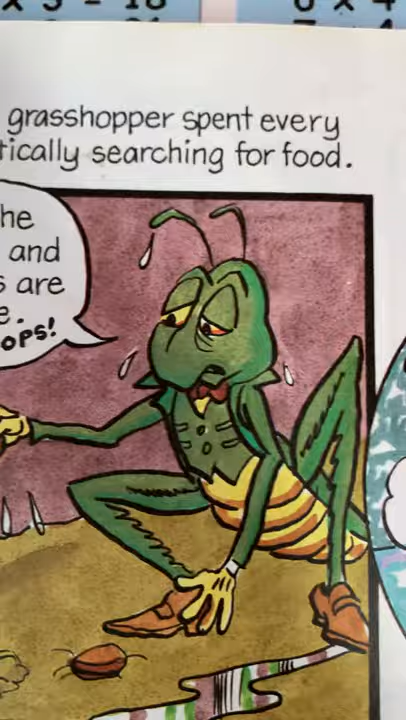 grasshopper spent every
tically searching for food.
he
and
s are
e.
OPS!